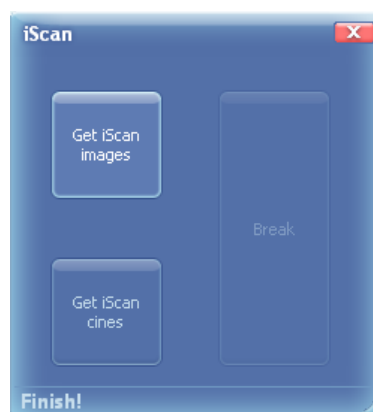 iScan
X
Get iScan
images
Break
Get iScan
cines
Finish!